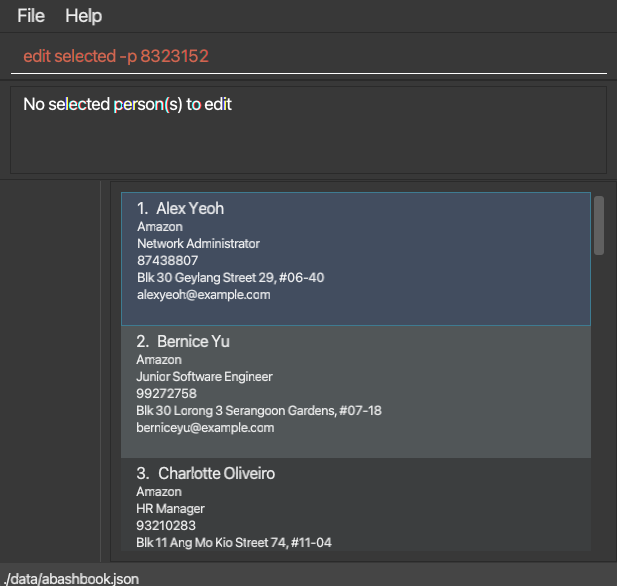 File Help
edit selected -p 8323152
No selected person(s) to edit
1. Alex Yeoh
Amazon
Network Administrator
87438807
Blk 30 Geylang Street 29, #06-40
alexyeoh@example.com
2. Bernice Yu
Amazon
Junior Software Engineer
99272758
Blk 30 Lorong 3 Serangoon Gardens, #07-18
berniceyu@example.com
3. Charlotte Oliveiro
Amazon
HR Manager
93210283
Blk 11 Ang Mo Kio Street 74, #11-04
./data/abashbook.json